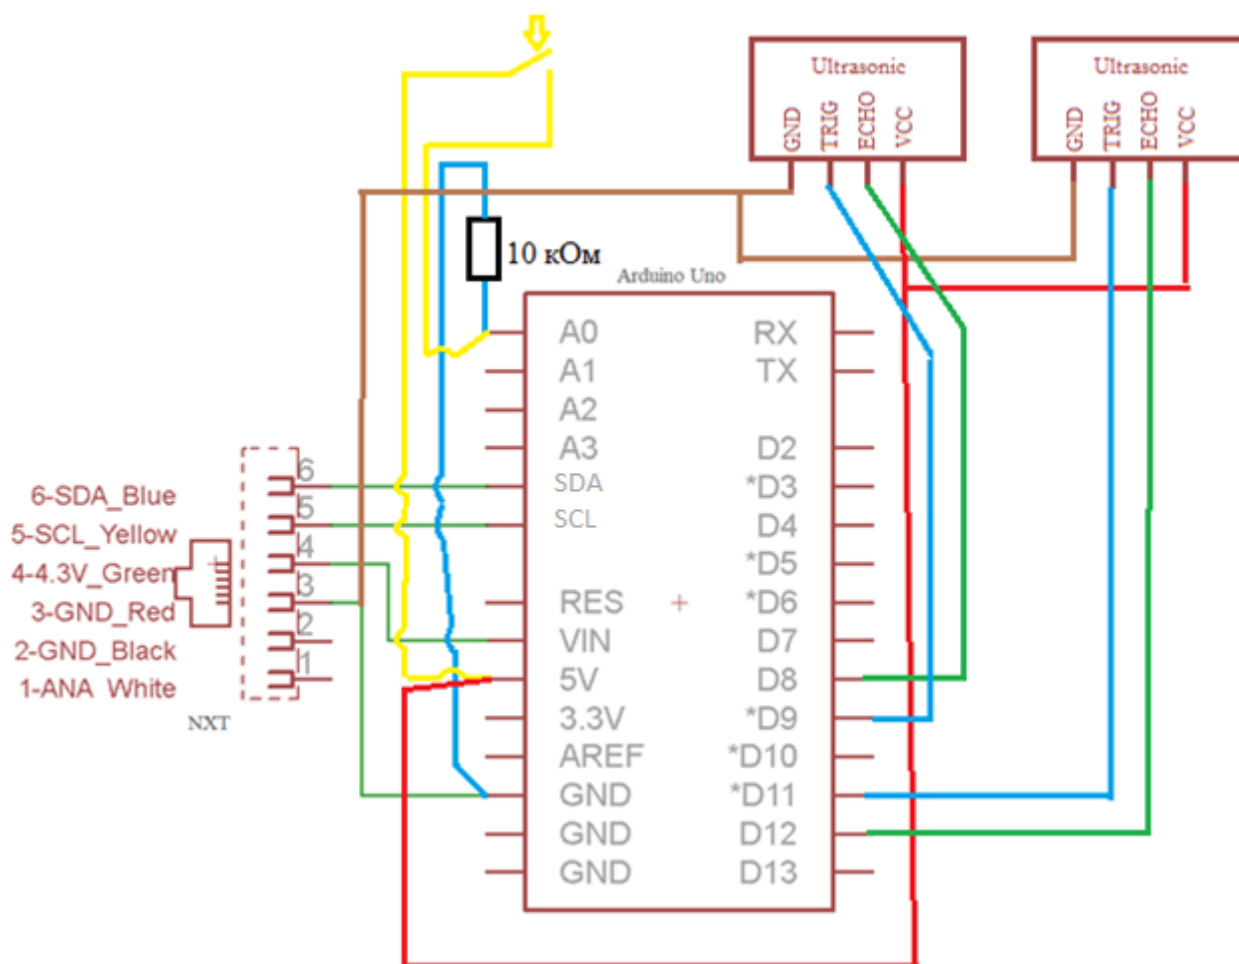 Ultrasonic
GND
TRIG
ECHO
VCC
Ultrasonic
GND
TRIG
ECHO
VCC
10 кОм
Arduino Uno
A0
A1
A2
A3
SDA
SCL
RES
VIN
5V
3.3V
AREF
GND
GND
GND
RX
TX
D2
*D3
D4
*D5
*D6
D7
D8
*D9
*D10
*D11
D12
D13
6-SDA_Blue
5-SCL_Yellow
4-4.3V_Green
3-GND_Red
2-GND_Black
1-ANA White
6
5
4
3
2
1
NXT